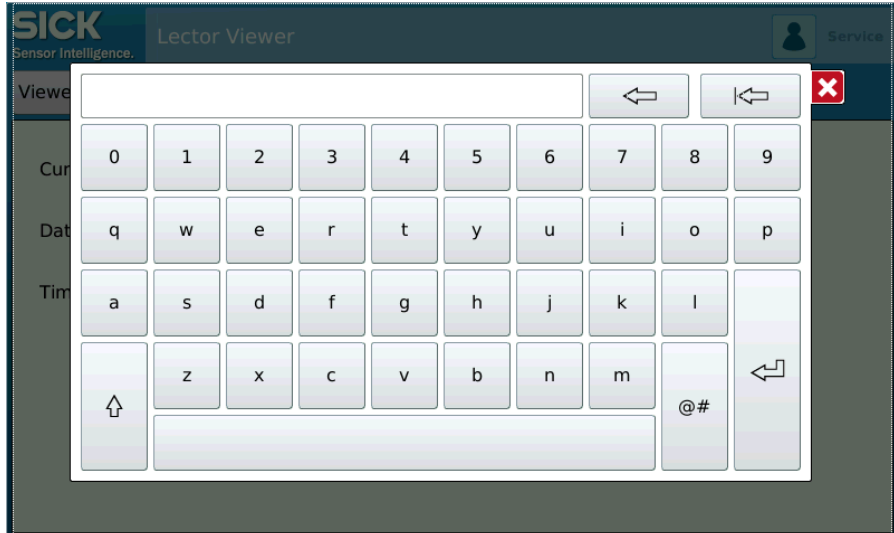 SICK
Sensor Intelligence.
Lector Viewer
Service
Viewe
0 1 2 3 4 5 6 7 8 9
Cur
q w e r t y u i o p
Dat
a s d f g h j k l
Tim
z x c v b n m
@#